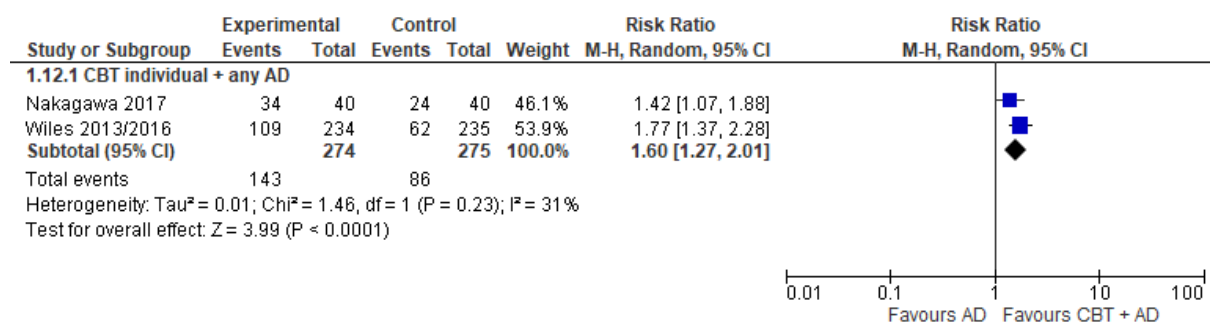 Experimental Control Risk Ratio Risk Ratio
Study or Subgroup Events Total Events Total Weight M-H, Random, 95% CI M-H, Random, 95% CI
1.12.1 CBT individual + any AD
Nakagawa 2017 34 40 24 40 46.1% 1.42 [1.07, 1.88]
Wiles 2013/2016 109 234 62 235 53.9% 1.77 [1.37, 2.28]
Subtotal (95% CI) 274 275 100.0% 1.60 [1.27, 2.01]
Total events 143 86
Heterogeneity: Tau² = 0.01; Chi² = 1.46, df = 1 (P = 0.23); I² = 31%
Test for overall effect: Z = 3.99 (P < 0.0001)
0.01 0.1 1 10 100
Favours AD Favours CBT + AD